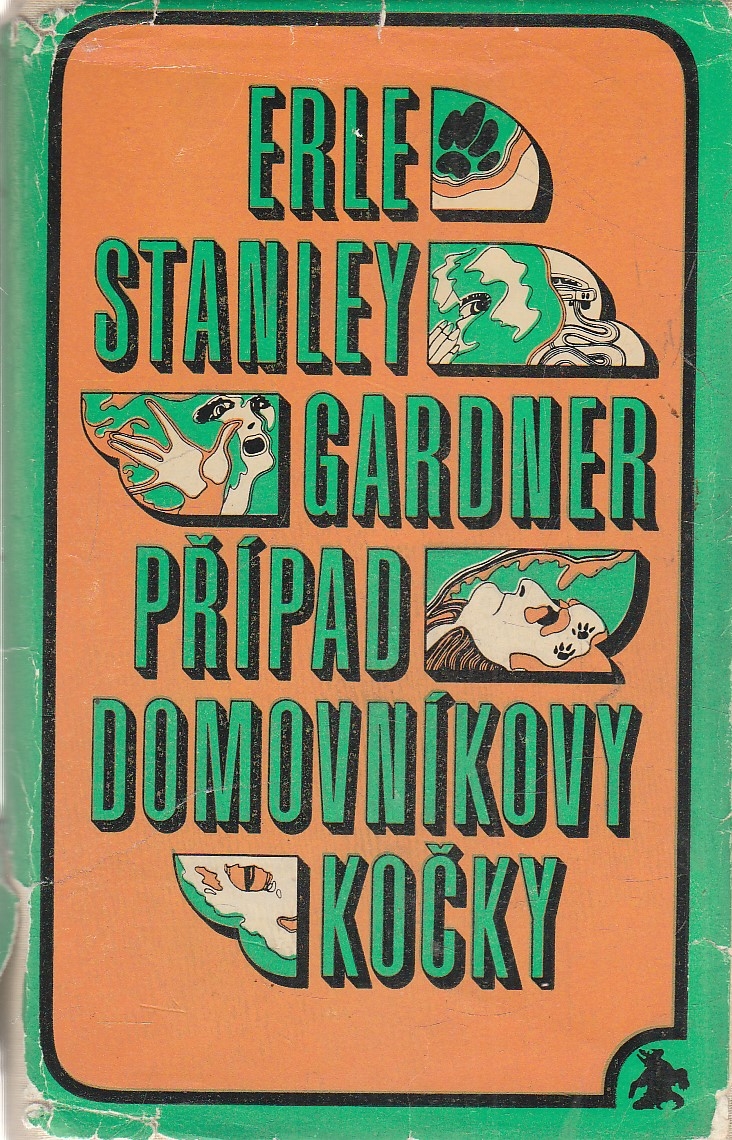 ERLE
STANLEY
GARDNER
PŘÍPAD
DOMOVNÍKOVY
KOČKY